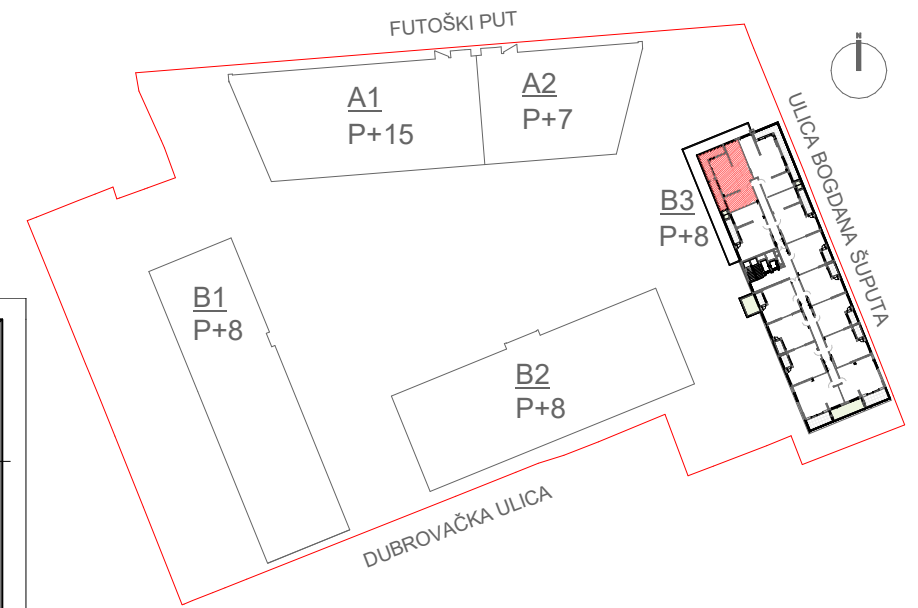 FUTOŠKI PUT
N
A1
P+15
A2
P+7
ULICA BOGDANA ŠUPUTA
B3
P+8
B1
P+8
B2
P+8
DUBROVAČKA ULICA